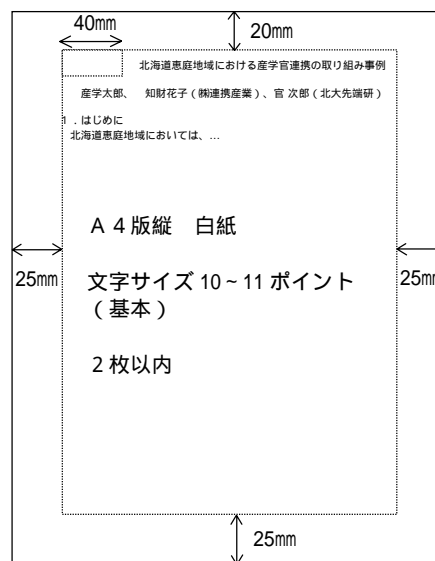 40mm
20mm
北海道恵庭地域における産学官連携の取り組み事例
産学太郎、　知財花子（㈱連携産業）、官 次郎（北大先端研）
１．はじめに
北海道恵庭地域においては、…
Ａ４版縦　白紙
25mm
文字サイズ 10～11 ポイント
（基本）
25mm
２枚以内
25mm